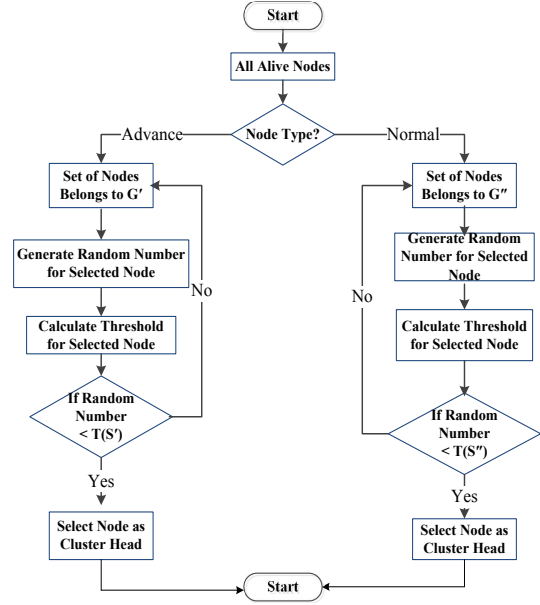 Start
All Alive Nodes
Node Type?
Advance
Normal
Set of Nodes
Belongs to G′
Generate Random Number
for Selected Node
No
Calculate Threshold
for Selected Node
If Random
Number
< T(S′)
Yes
Select Node as
Cluster Head
Set of Nodes
Belongs to G″
Generate Random
Number for Selected
Node
No
Calculate Threshold
for Selected Node
If Random
Number
< T(S″)
Yes
Select Node as
Cluster Head
Start